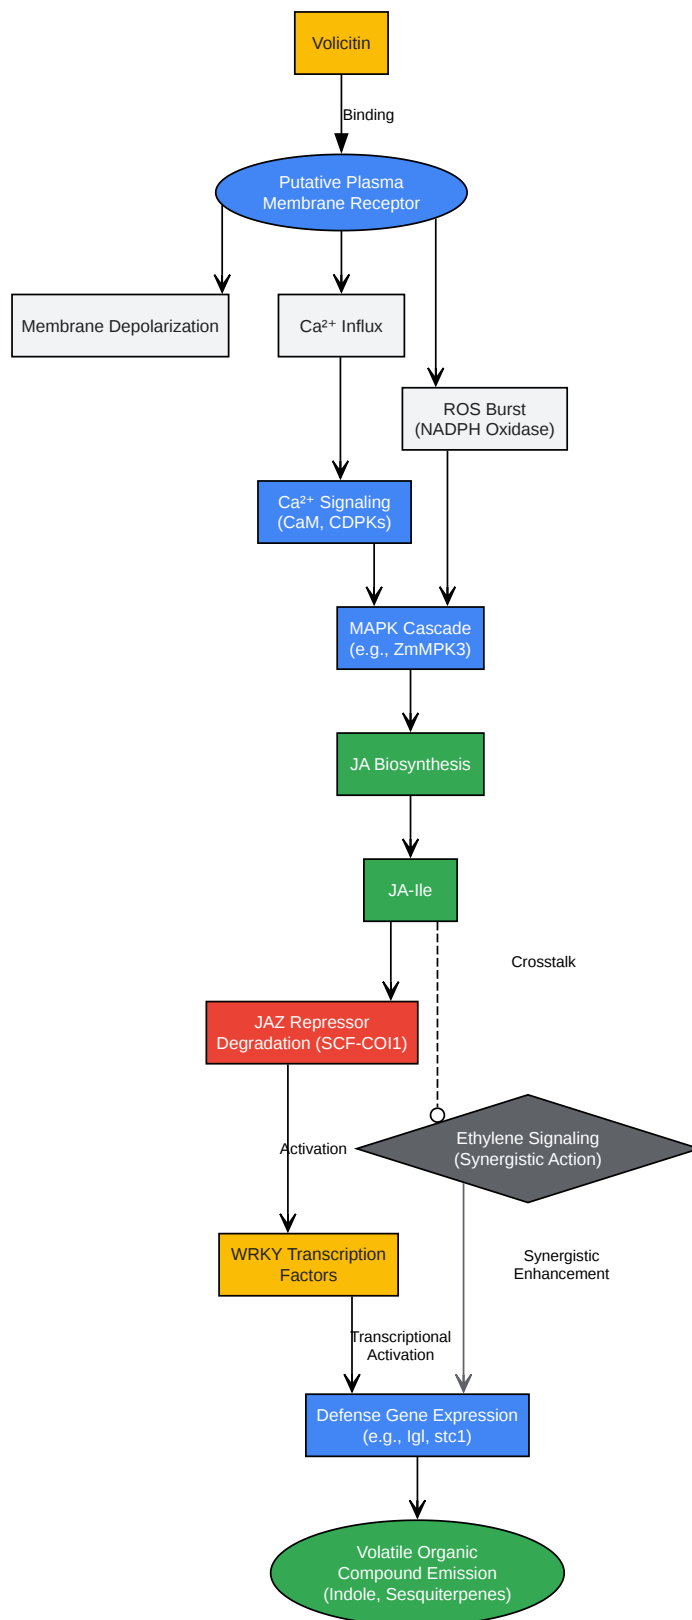 Volicitin
Binding
Putative Plasma
Membrane Receptor
Membrane Depolarization
Ca²⁺ Influx
ROS Burst
(NADPH Oxidase)
Ca²⁺ Signaling
(CaM, CDPKs)
MAPK Cascade
(e.g., ZmMPK3)
JA Biosynthesis
JA-Ile
Crosstalk
JAZ Repressor
Degradation (SCF-COI1)
Ethylene Signaling
(Synergistic Action)
Activation
WRKY Transcription
Factors
Synergistic
Enhancement
Transcriptional
Activation
Defense Gene Expression
(e.g., Igl, stc1)
Volatile Organic
Compound Emission
(Indole, Sesquiterpenes)